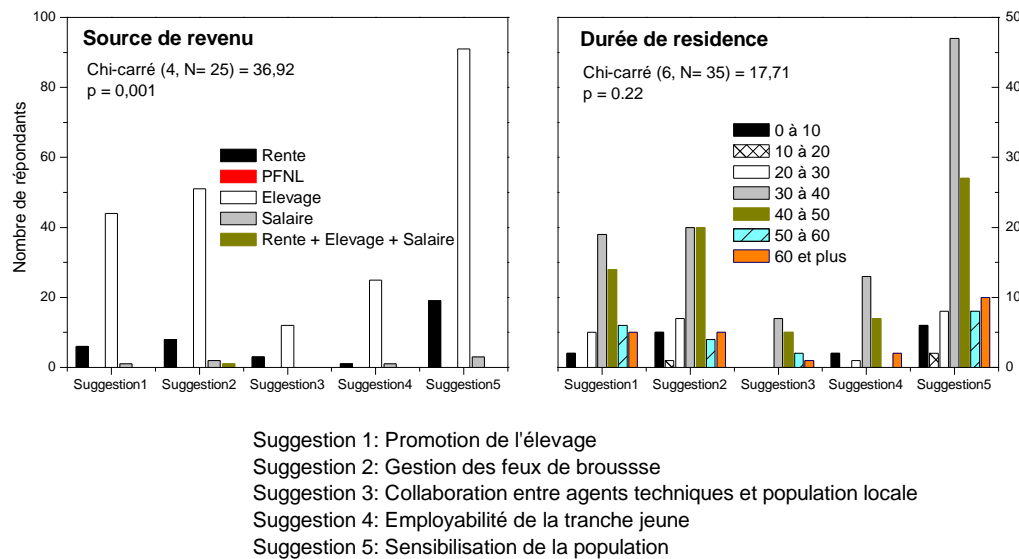 Source de revenu
Chi-carré (4, N= 25) = 36,92
p = 0,001
Rente
PFNL
Elevage
Salaire
Rente + Elevage + Salaire
Nombre de répondants
100
80
60
40
20
0
Suggestion1 Suggestion2 Suggestion3 Suggestion4 Suggestion5
Durée de residence
Chi-carré (6, N= 35) = 17,71
p = 0.22
0 à 10
10 à 20
20 à 30
30 à 40
40 à 50
50 à 60
60 et plus
50
40
30
20
10
0
Suggestion1 Suggestion2 Suggestion3 Suggestion4 Suggestion5
Suggestion 1: Promotion de l'élevage
Suggestion 2: Gestion des feux de broussse
Suggestion 3: Collaboration entre agents techniques et population locale
Suggestion 4: Employabilité de la tranche jeune
Suggestion 5: Sensibilisation de la population